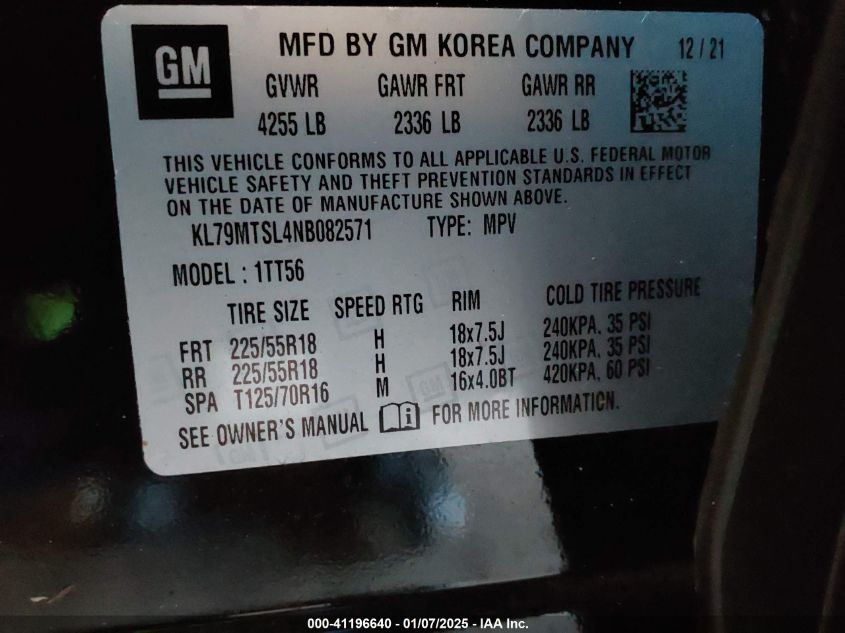 GM
MFD BY GM KOREA COMPANY 12 / 21
GVWR GAWR FRT GAWR RR
4255 LB 2336 LB 2336 LB
THIS VEHICLE CONFORMS TO ALL APPLICABLE U.S. FEDERAL MOTOR
VEHICLE SAFETY AND THEFT PREVENTION STANDARDS IN EFFECT
ON THE DATE OF MANUFACTURE SHOWN ABOVE.
KL79MTSL4NB082571 TYPE: MPV
MODEL : 1TT56
TIRE SIZE SPEED RTG RIM COLD TIRE PRESSURE
FRT 225/55R18 H 18x7.5J 240KPA, 35 PSI
RR 225/55R18 H 18x7.5J 240KPA, 35 PSI
SPA T125/70R16 M 16x4.0BT 420KPA, 60 PSI
SEE OWNER'S MANUAL FOR MORE INFORMATION.
000-41196640 - 01/07/2025 - IAA Inc.